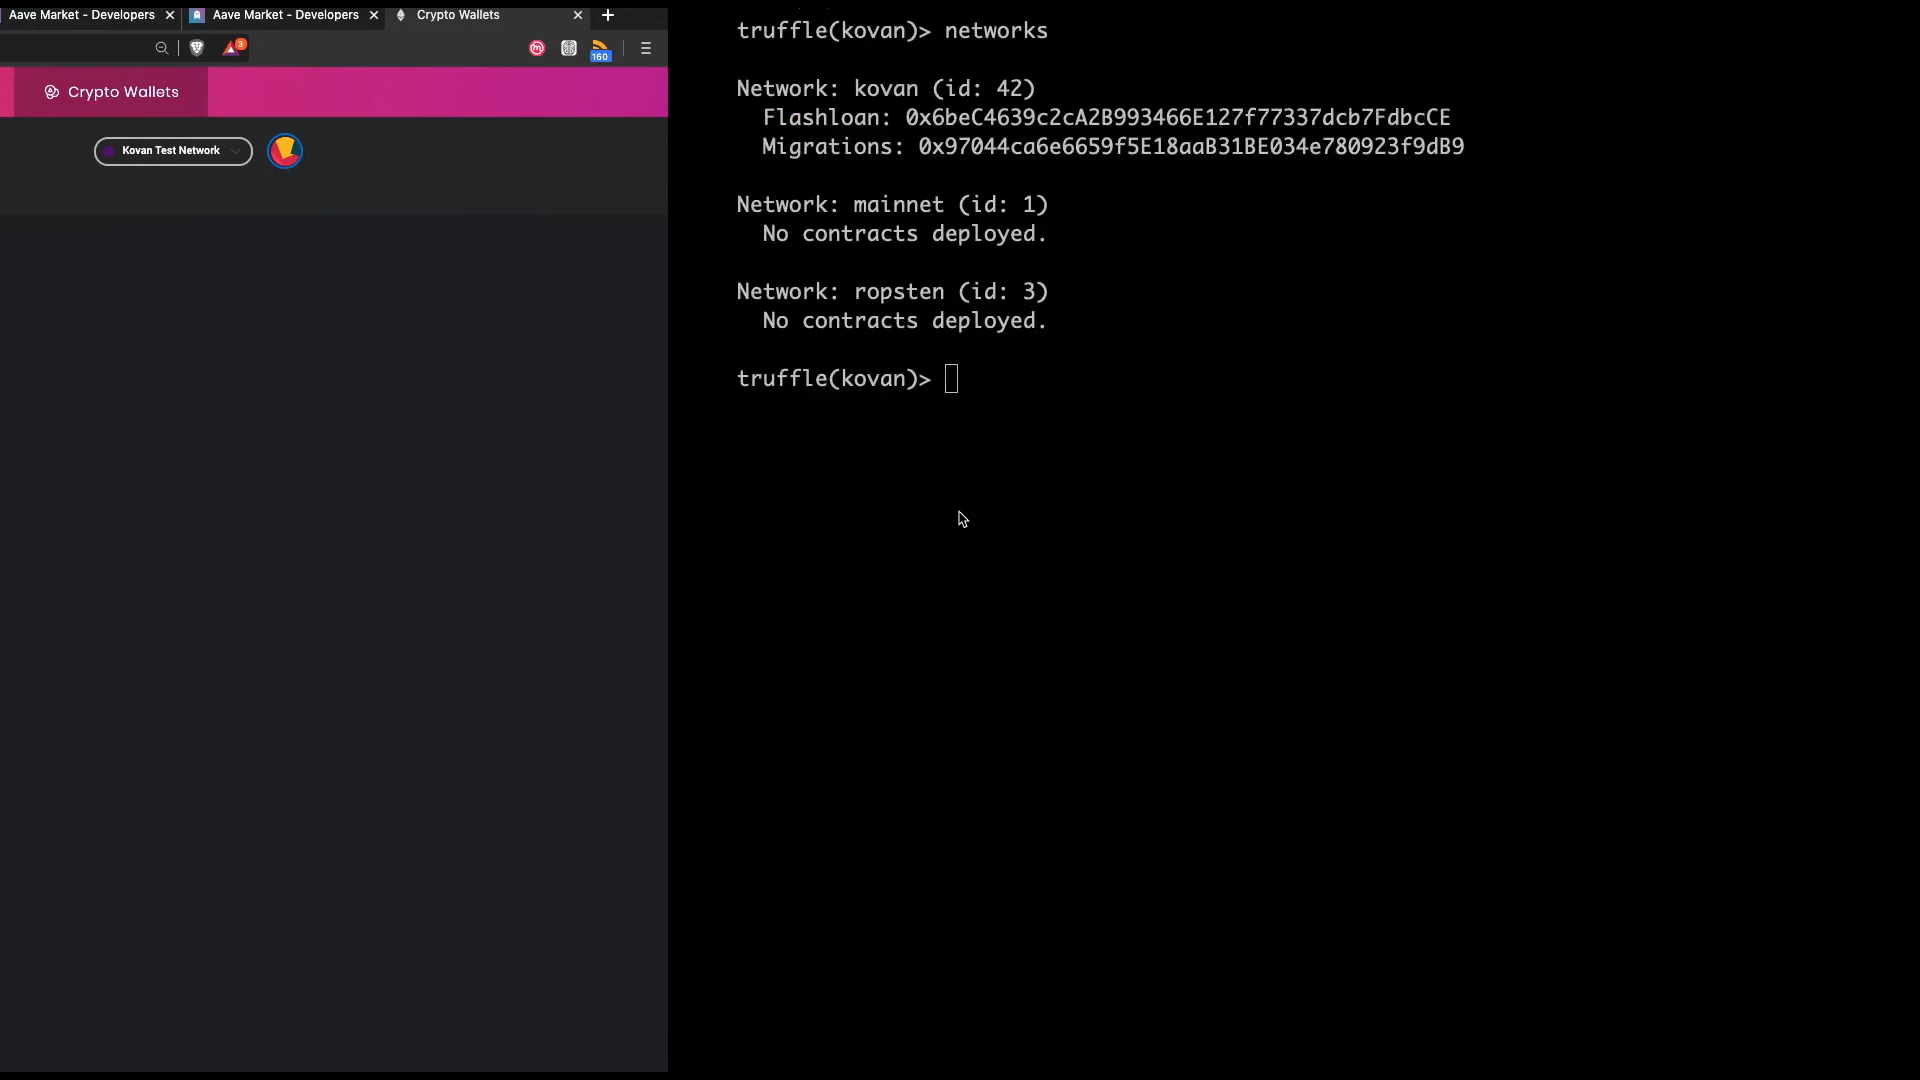 Aave Market - Developers
Aave Market - Developers
Crypto Wallets
3
160
Crypto Wallets
Kovan Test Network
truffle(kovan)> networks
Network: kovan (id: 42)
Flashloan: 0x6beC4639c2cA2B993466E127f77337dcb7FdbcCE
Migrations: 0x97044ca6e6659f5E18aaB31BE034e780923f9dB9
Network: mainnet (id: 1)
No contracts deployed.
Network: ropsten (id: 3)
No contracts deployed.
truffle(kovan)>